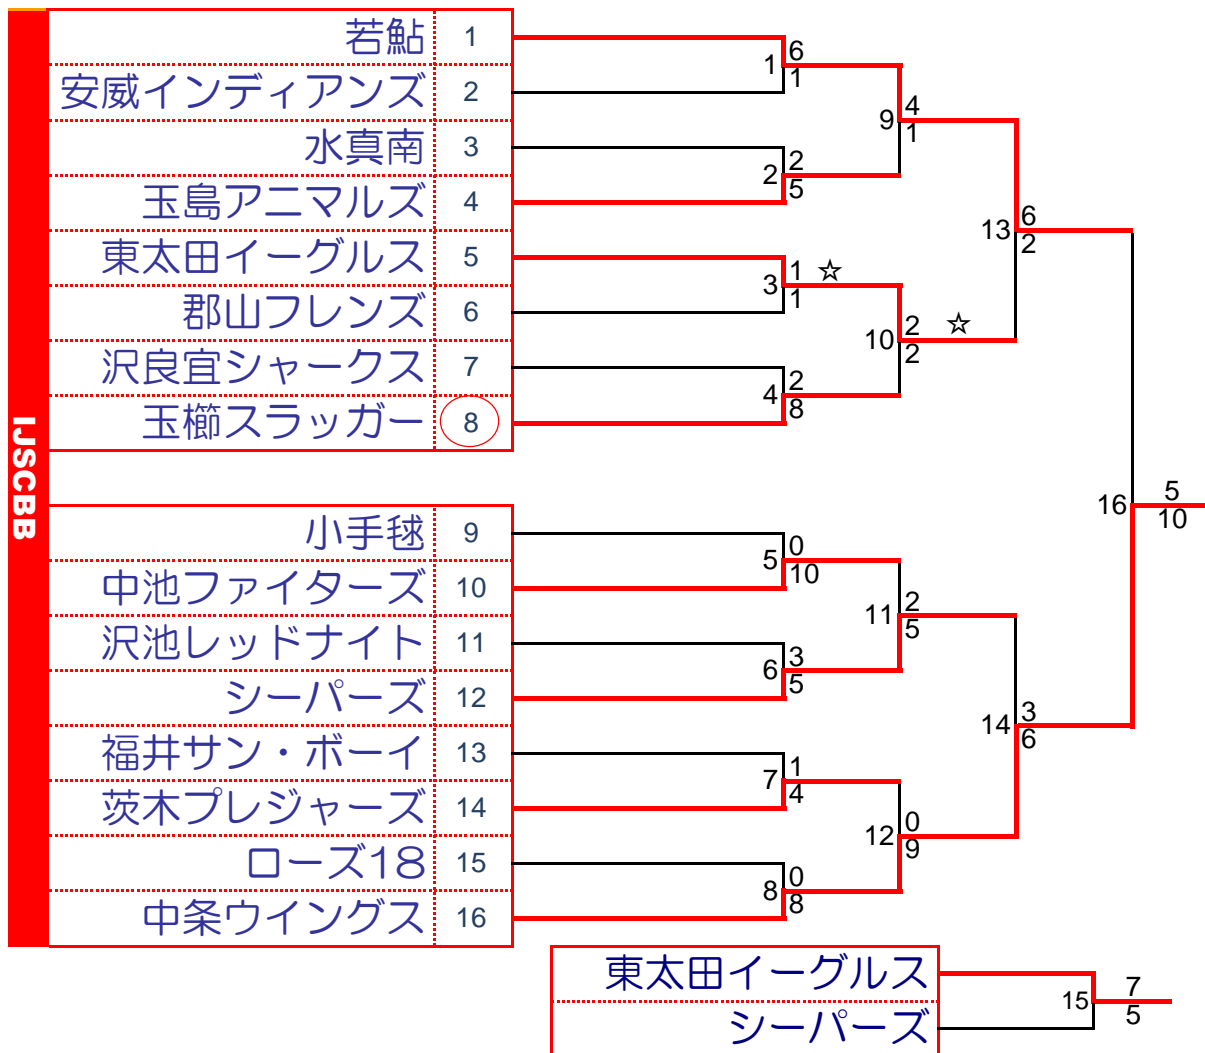 IJSCBB
若鮎 1
安威インディアンズ 2
水真南 3
玉島アニマルズ 4
東太田イーグルス 5
郡山フレンズ 6
沢良宜シャークス 7
玉櫛スラッガー 8
小手毬 9
中池ファイターズ 10
沢池レッドナイト 11
シーパーズ 12
福井サン・ボーイ 13
茨木プレジャーズ 14
ローズ18 15
中条ウイングス 16
1 6 1
2 2 5
3 1 1 ☆
4 2 8
5 0 10
6 3 5
7 1 4
8 0 8
9 4 1
10 2 2 ☆
11 2 5
12 0 9
13 6 2
14 3 6
16 5 10
東太田イーグルス
シーパーズ
15 7 5